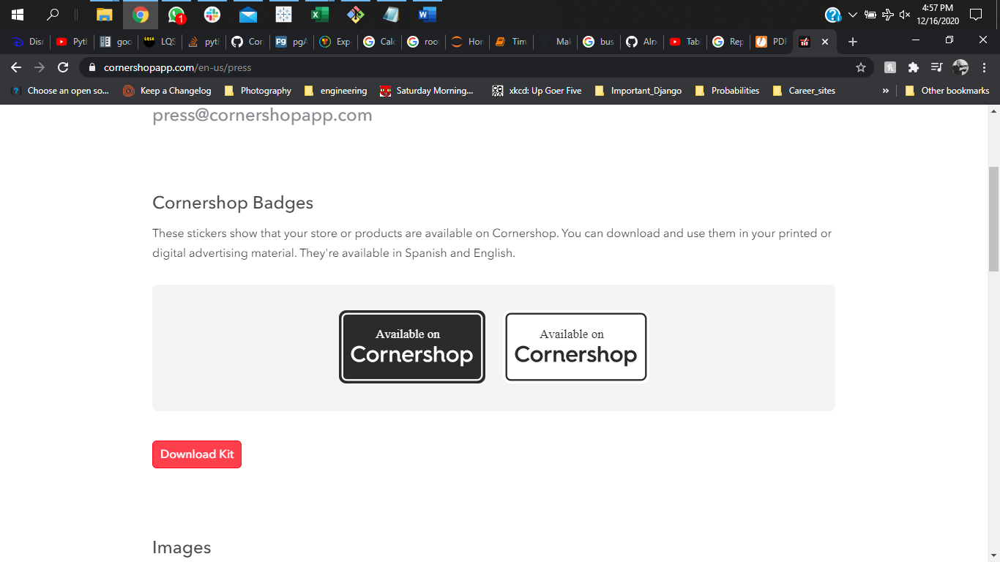 4:57 PM
12/16/2020
1
Disn
Pyth
goo
LQSA
LQS
pyth
Cor
pgA
Exp
Calc
root
Hor
Tim
Mak
bus
Tabl
Rep
PDF
cornershopapp.com/en-us/press
Choose an open so...
Keep a Changelog
Photography
engineering
Saturday Morning...
xkcd: Up Goer Five
Important_Django
Probabilities
Career_sites
»
Other bookmarks
press@cornershopapp.com
Cornershop Badges
These stickers show that your store or products are available on Cornershop. You can download and use them in your printed or
digital advertising material. They're available in Spanish and English.
Available on
Cornershop
Available on
Cornershop
Download Kit
Images